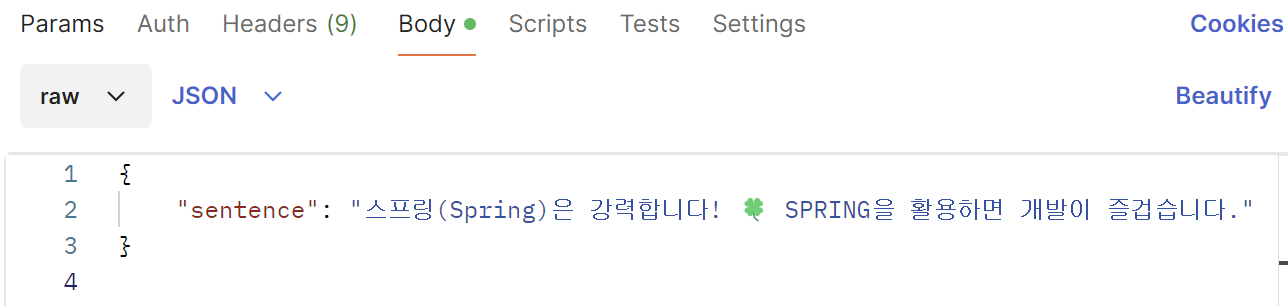 Params Auth Headers (9) Body Scripts Tests Settings Cookies
raw JSON Beautify
1 {
2 "sentence": "스프링(Spring)은 강력합니다! 🍀 SPRING을 활용하면 개발이 즐겁습니다."
3 }
4